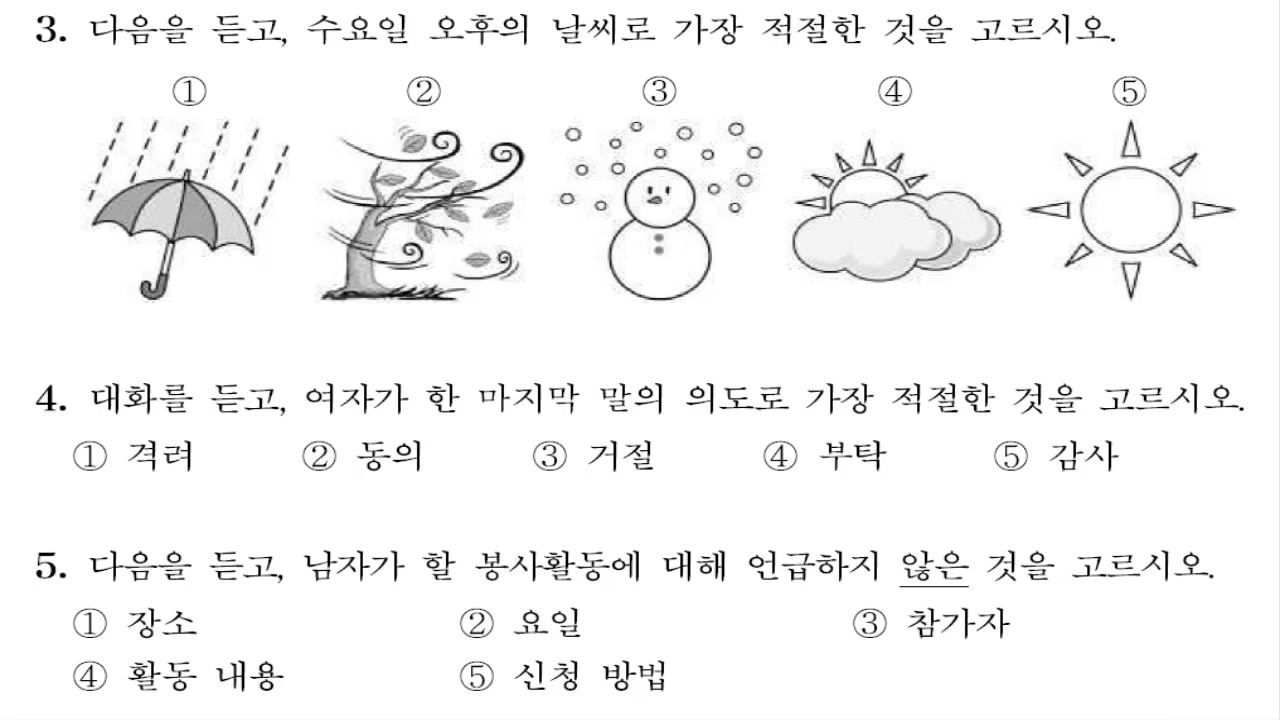 3. 다음을 듣고, 수요일 오후의 날씨로 가장 적절한 것을 고르시오.
① ② ③ ④ ⑤
4. 대화를 듣고, 여자가 한 마지막 말의 의도로 가장 적절한 것을 고르시오.
① 격려 ② 동의 ③ 거절 ④ 부탁 ⑤ 감사
5. 다음을 듣고, 남자가 할 봉사활동에 대해 언급하지 않은 것을 고르시오.
① 장소 ② 요일 ③ 참가자
④ 활동 내용 ⑤ 신청 방법